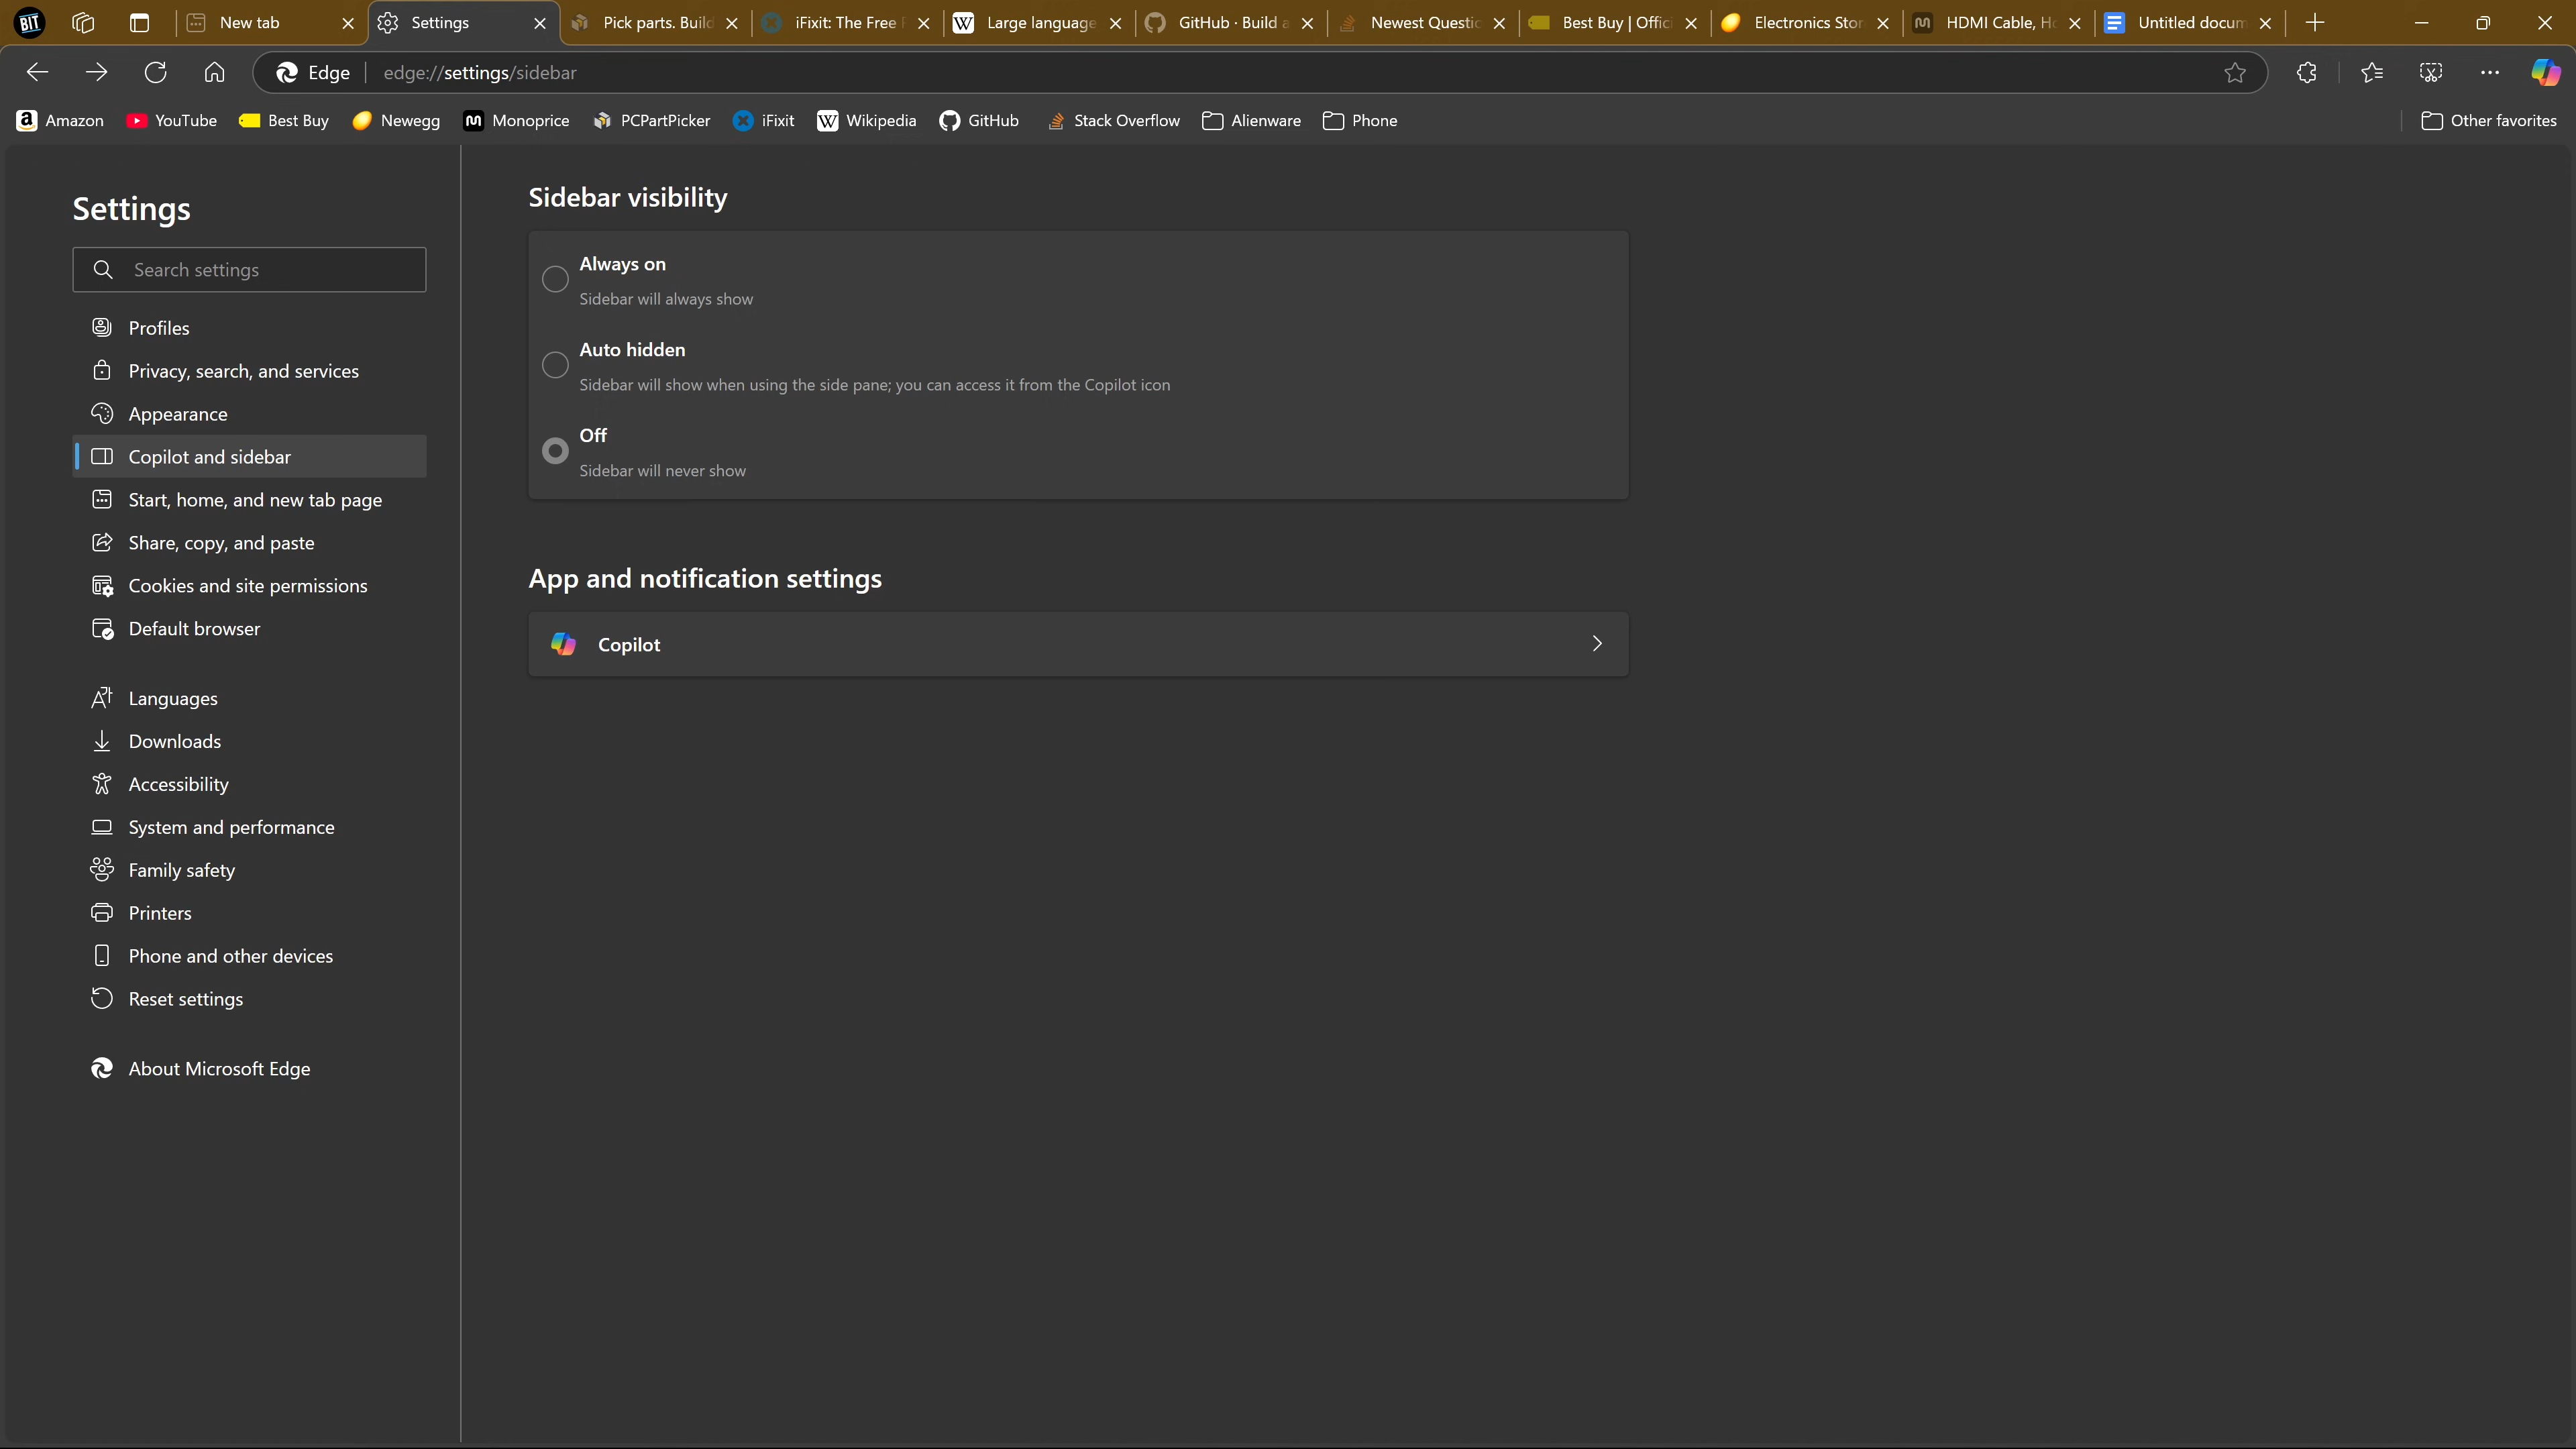 BIT
New tab
Settings
Pick parts. Build
iFixit: The Free
Large language
GitHub · Build a
Newest Questic
Best Buy | Offici
Electronics Stor
HDMI Cable, Ho
Untitled docum
Edge
edge://settings/sidebar
Amazon
YouTube
Best Buy
Newegg
Monoprice
PCPartPicker
iFixit
Wikipedia
GitHub
Stack Overflow
Alienware
Phone
Other favorites
Settings
Search settings
Profiles
Privacy, search, and services
Appearance
Copilot and sidebar
Start, home, and new tab page
Share, copy, and paste
Cookies and site permissions
Default browser
Languages
Downloads
Accessibility
System and performance
Family safety
Printers
Phone and other devices
Reset settings
About Microsoft Edge
Sidebar visibility
Always on
Sidebar will always show
Auto hidden
Sidebar will show when using the side pane; you can access it from the Copilot icon
Off
Sidebar will never show
App and notification settings
Copilot